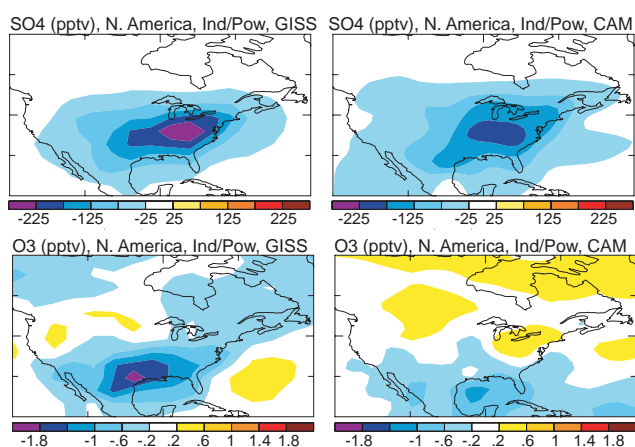 SO4 (pptv), N. America, Ind/Pow, GISS
SO4 (pptv), N. America, Ind/Pow, CAM
-225 -125 -25 25 125 225
-225 -125 -25 25 125 225
O3 (pptv), N. America, Ind/Pow, GISS
O3 (pptv), N. America, Ind/Pow, CAM
-1.8 -1 -.6 -.2 .2 .6 1 1.4 1.8
-1.8 -1 -.6 -.2 .2 .6 1 1.4 1.8